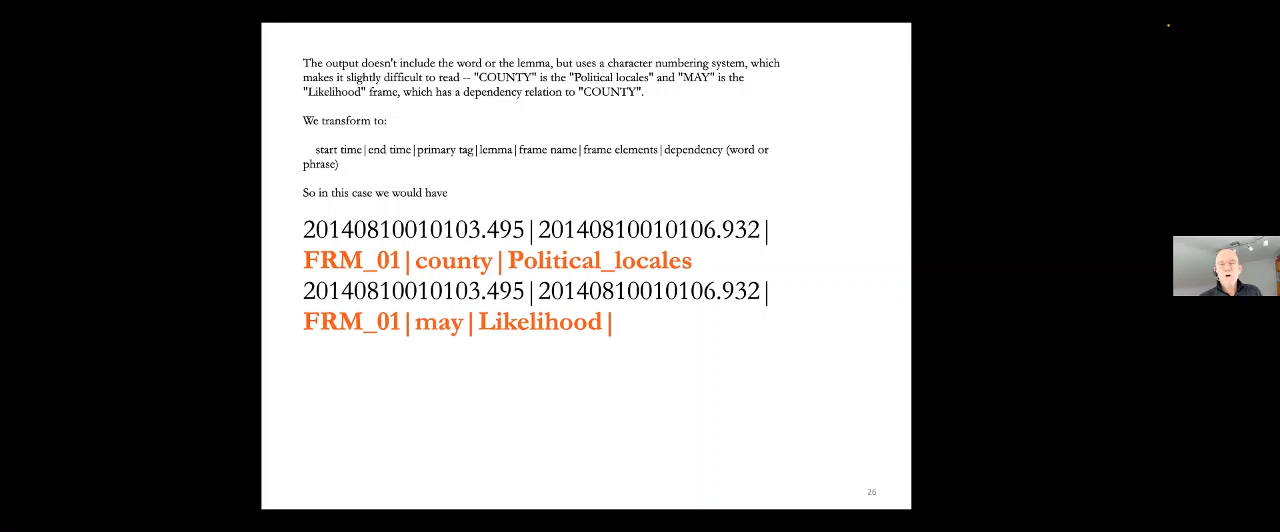 The output doesn't include the word or the lemma, but uses a character numbering system, which
makes it slightly difficult to read -- "COUNTY" is the "Political locales" and "MAY" is the
"Likelihood" frame, which has a dependency relation to "COUNTY".
We transform to:
start time|end time|primary tag|lemma|frame name|frame elements|dependency (word or
phrase)
So in this case we would have
20140810010103.495|20140810010106.932|
FRM_01|county|Political_locales
20140810010103.495|20140810010106.932|
FRM_01|may|Likelihood|
26